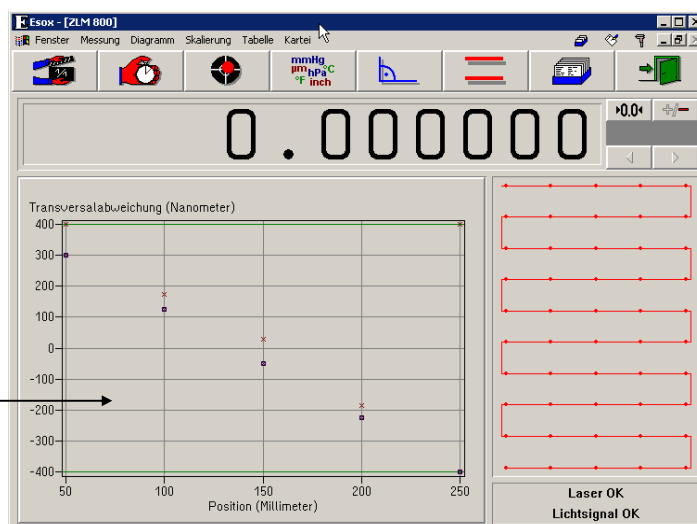 Esox - [ZLM 800]
Fenster Messung Diagramm Skalierung Tabelle Kartei
mmHg
µm hPa °C
°F inch
0.000000
0.0
+/-
Transversalabweichung (Nanometer)
400
300
200
100
0
-100
-200
-300
-400
50 100 150 200 250
Position (Millimeter)
Laser OK
Lichtsignal OK